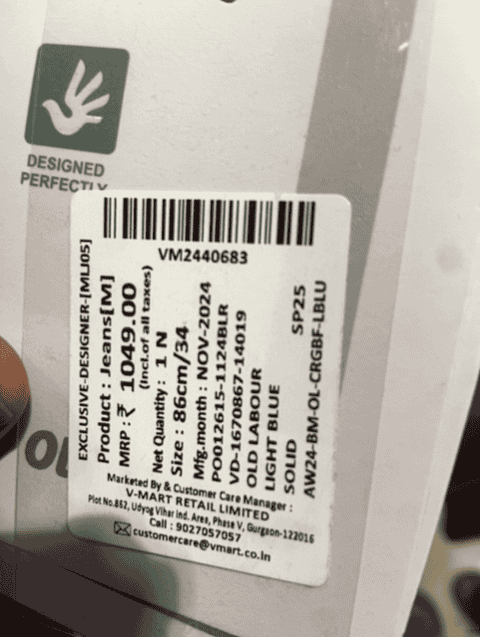 DESIGNED
PERFECTLY
VM2440683
EXCLUSIVE-DESIGNER-[MLJ05]
Product : Jeans[M]
MRP : ₹ 1049.00
(Incl.of all taxes)
Net Quantity : 1 N
Size : 86cm/34
Mfg.month : NOV-2024
PO012615-1124BLR
VD-1670867-14019
OLD LABOUR
LIGHT BLUE
SOLID SP25
AW24-BM-OL-CRGBF-LBLU
Marketed By & Customer Care Manager :
V-MART RETAIL LIMITED
Plot No.862, Udyog Vihar Ind. Area, Phase V, Gurgaon-122016
Call : 9027057057
customercare@vmart.co.in